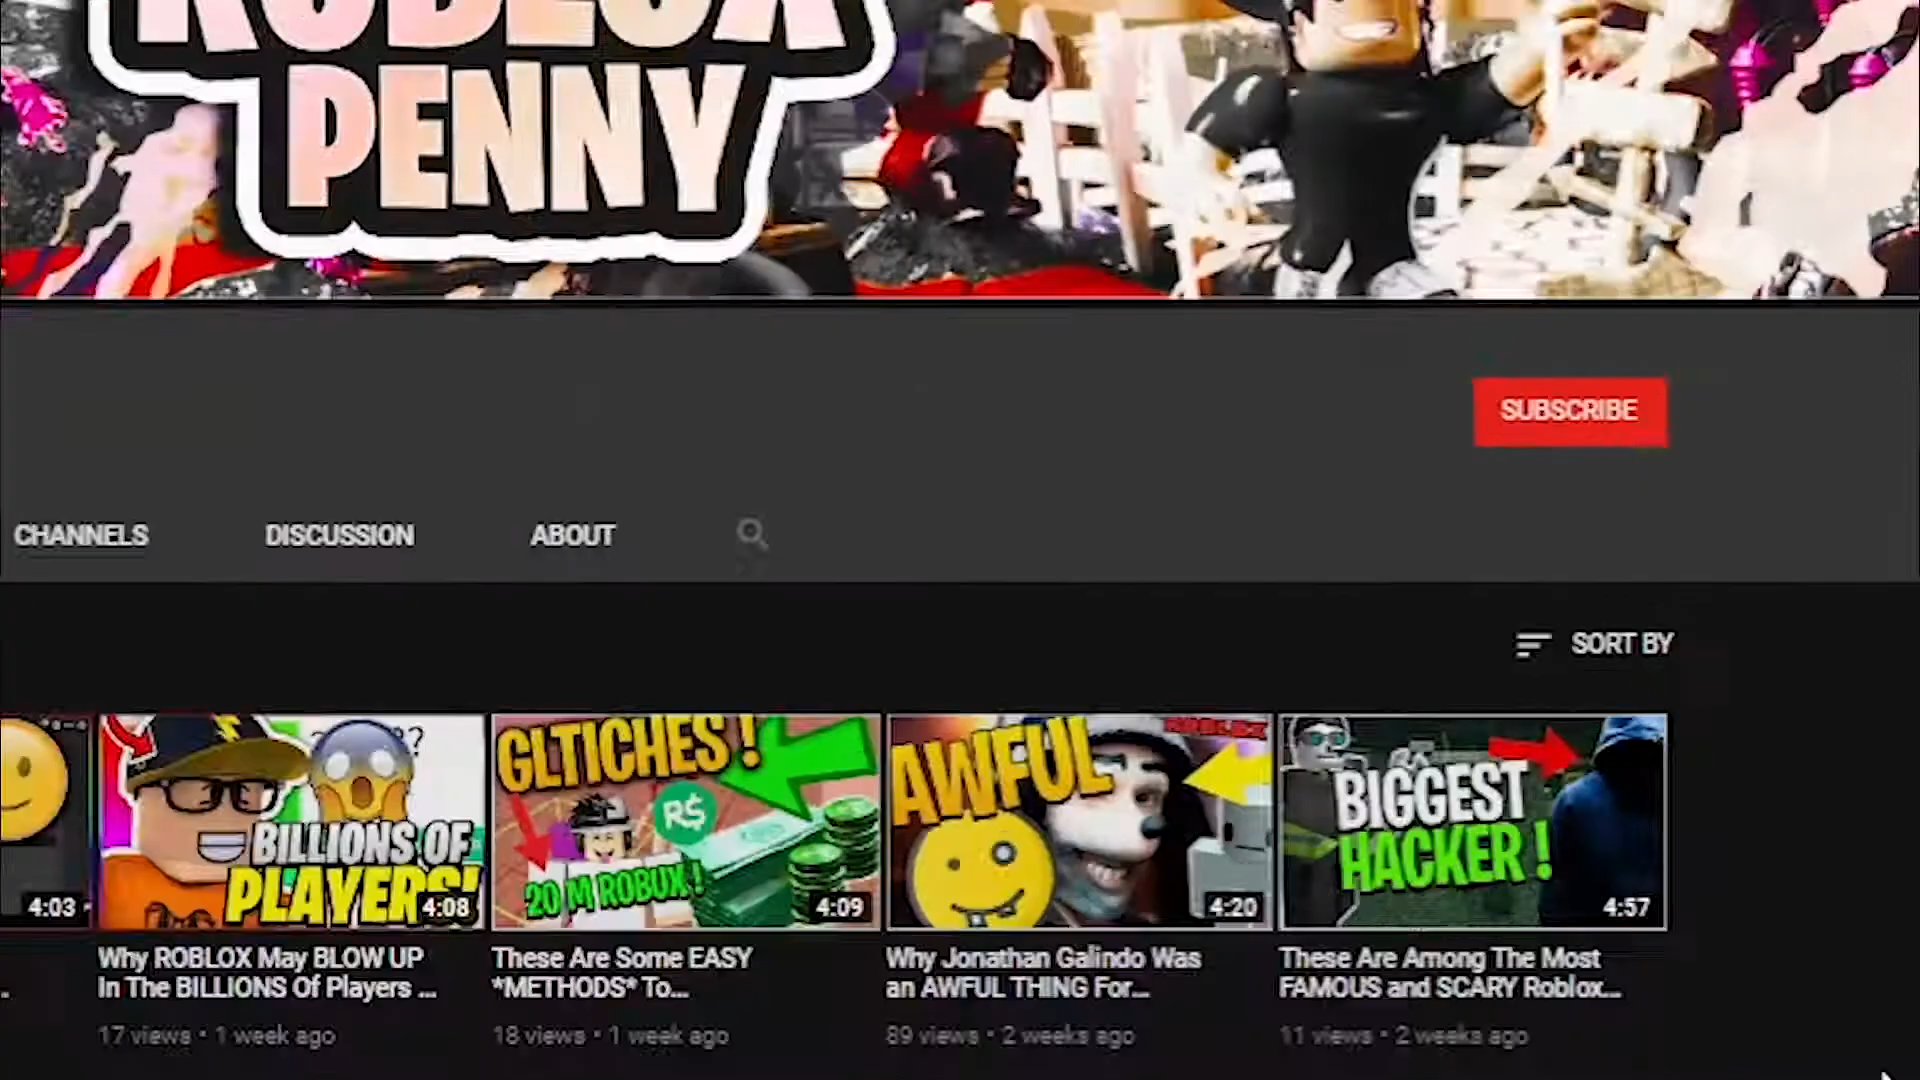 ROBLOX
PENNY
SUBSCRIBE
CHANNELS
DISCUSSION
ABOUT
SORT BY
4:03
BILLIONS OF
PLAYERS!
4:08
GLTICHES !
R$
20 M ROBUX !
4:09
AWFUL
ROBLOX
4:20
BIGGEST
HACKER !
4:57
Why ROBLOX May BLOW UP
In The BILLIONS Of Players ...
17 views • 1 week ago
These Are Some EASY
*METHODS* To...
18 views • 1 week ago
Why Jonathan Galindo Was
an AWFUL THING For...
89 views • 2 weeks ago
These Are Among The Most
FAMOUS and SCARY Roblox...
11 views • 2 weeks ago